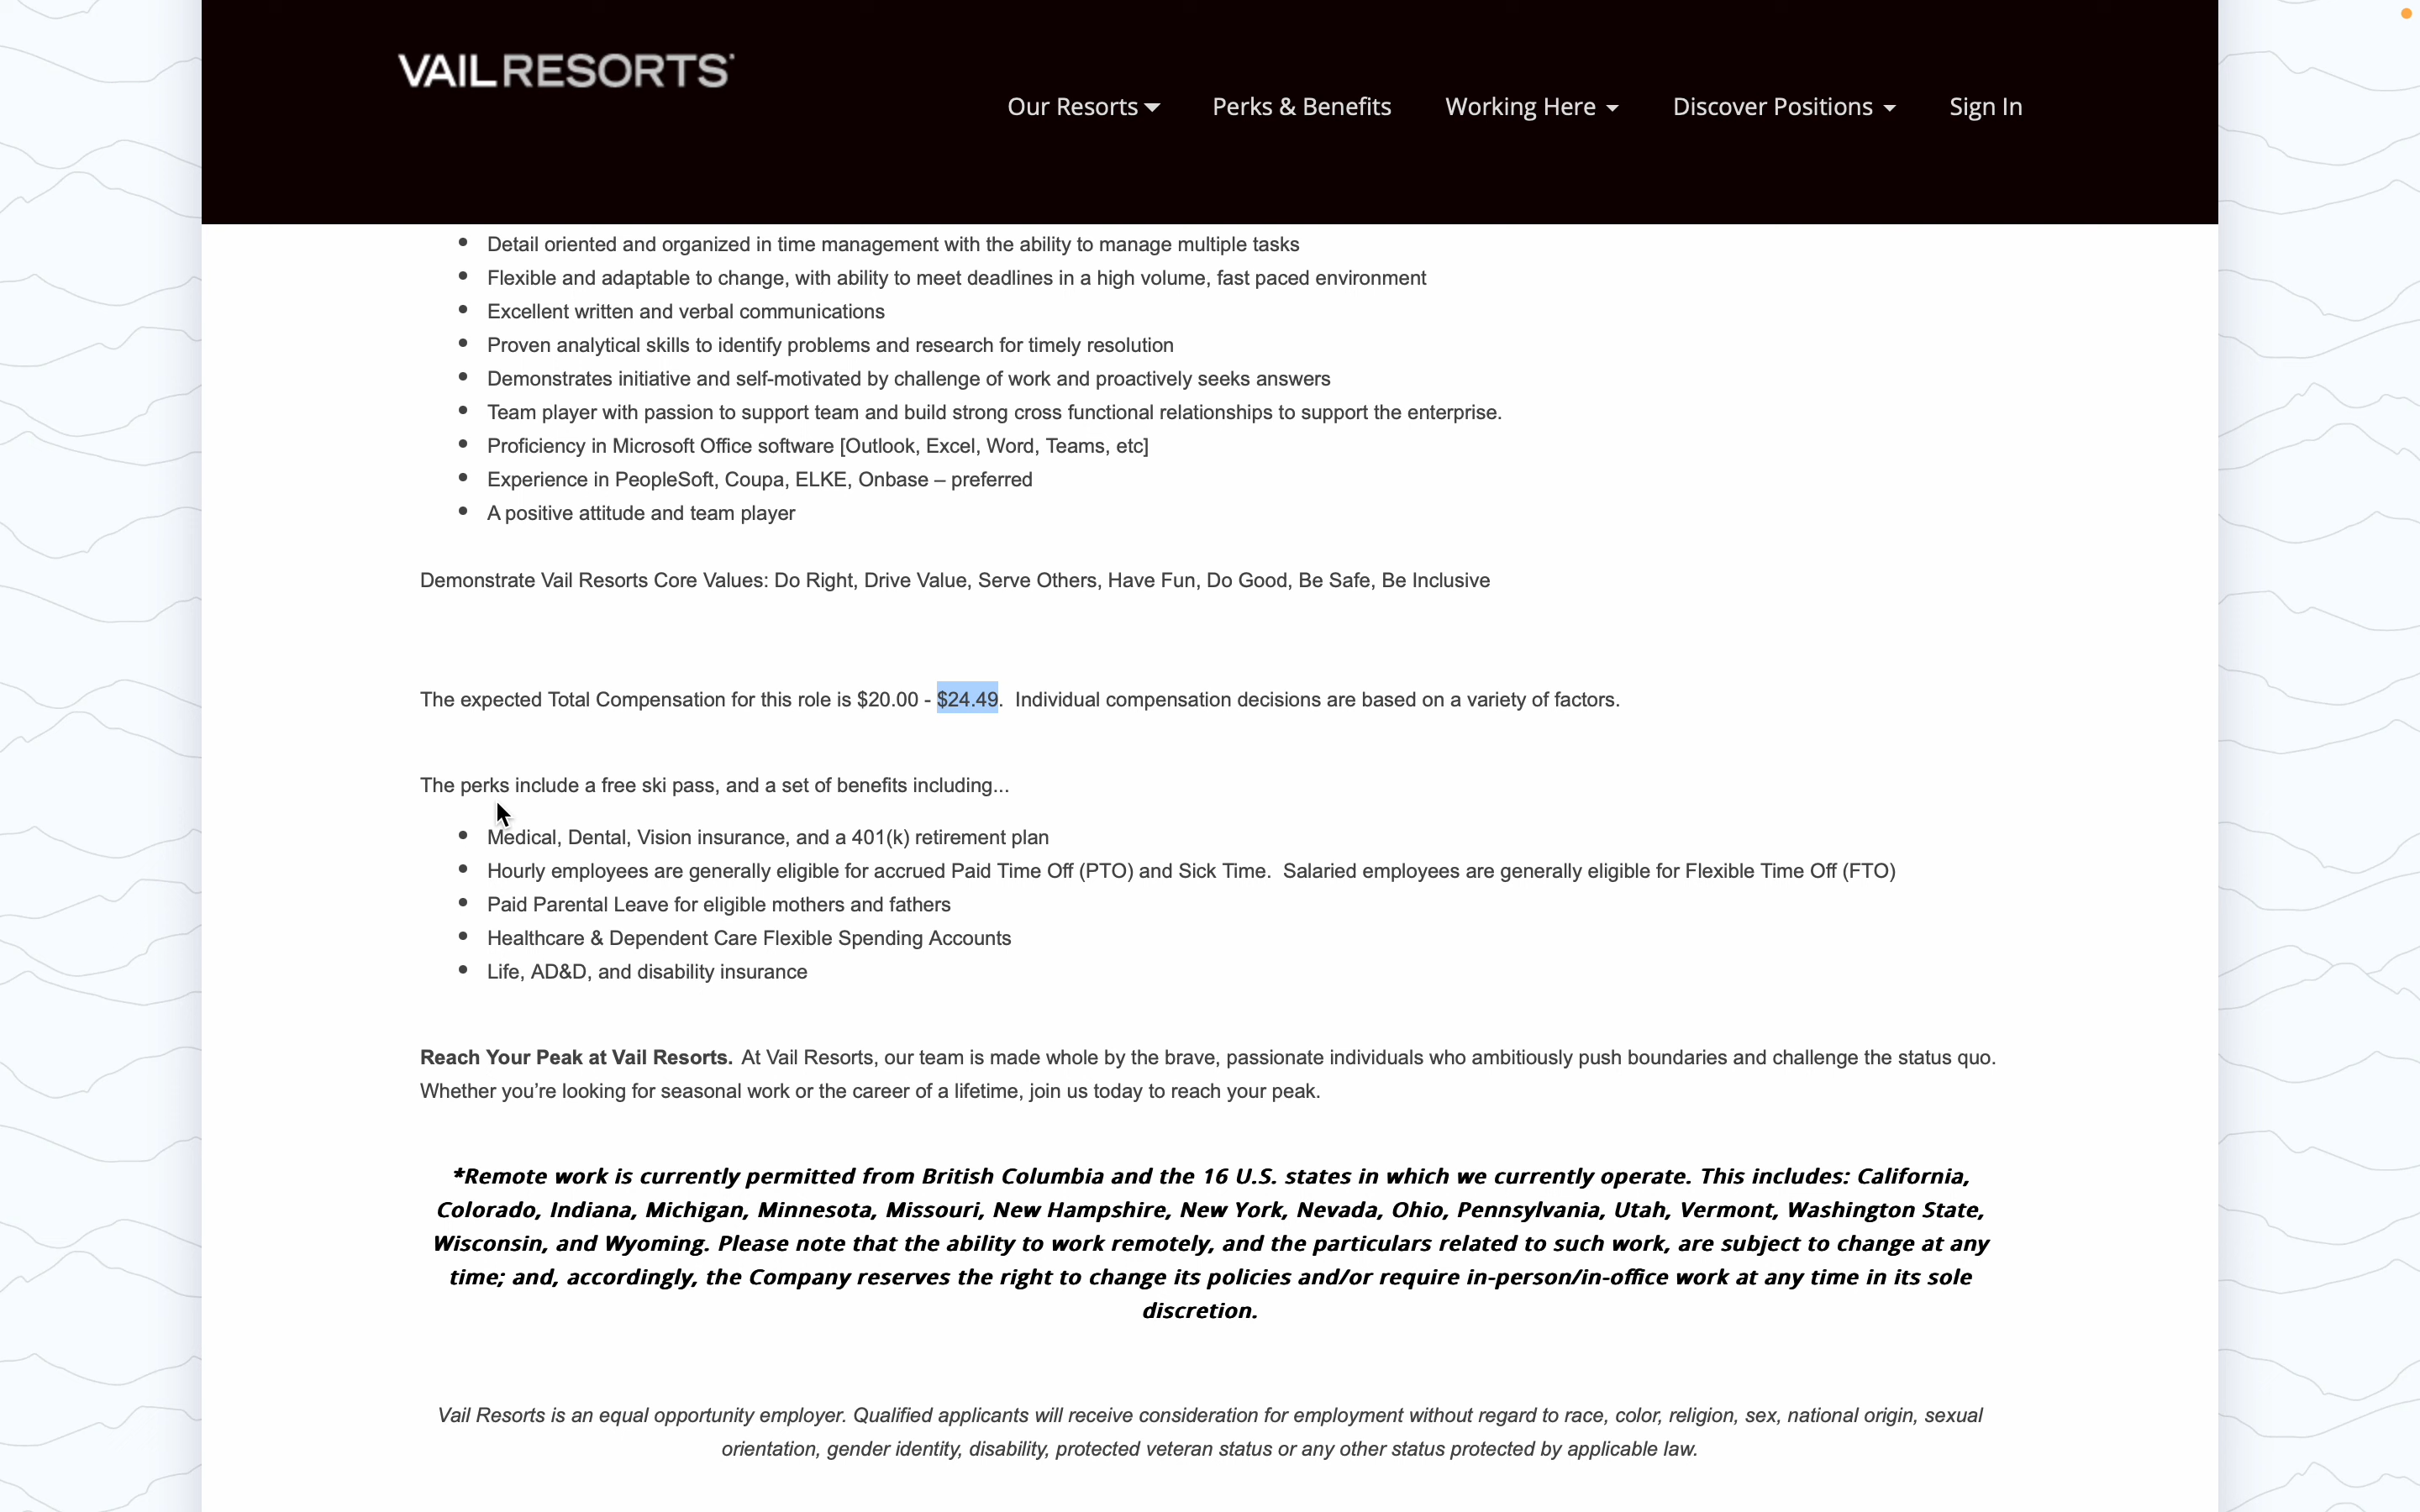 VAIL RESORTS
Our Resorts Perks & Benefits Working Here Discover Positions Sign In
Detail oriented and organized in time management with the ability to manage multiple tasks
Flexible and adaptable to change, with ability to meet deadlines in a high volume, fast paced environment
Excellent written and verbal communications
Proven analytical skills to identify problems and research for timely resolution
Demonstrates initiative and self-motivated by challenge of work and proactively seeks answers
Team player with passion to support team and build strong cross functional relationships to support the enterprise.
Proficiency in Microsoft Office software [Outlook, Excel, Word, Teams, etc]
Experience in PeopleSoft, Coupa, ELKE, Onbase – preferred
A positive attitude and team player
Demonstrate Vail Resorts Core Values: Do Right, Drive Value, Serve Others, Have Fun, Do Good, Be Safe, Be Inclusive
The expected Total Compensation for this role is $20.00 - $24.49.  Individual compensation decisions are based on a variety of factors.
The perks include a free ski pass, and a set of benefits including...
Medical, Dental, Vision insurance, and a 401(k) retirement plan
Hourly employees are generally eligible for accrued Paid Time Off (PTO) and Sick Time.  Salaried employees are generally eligible for Flexible Time Off (FTO)
Paid Parental Leave for eligible mothers and fathers
Healthcare & Dependent Care Flexible Spending Accounts
Life, AD&D, and disability insurance
Reach Your Peak at Vail Resorts. At Vail Resorts, our team is made whole by the brave, passionate individuals who ambitiously push boundaries and challenge the status quo.
Whether you’re looking for seasonal work or the career of a lifetime, join us today to reach your peak.
*Remote work is currently permitted from British Columbia and the 16 U.S. states in which we currently operate. This includes: California,
Colorado, Indiana, Michigan, Minnesota, Missouri, New Hampshire, New York, Nevada, Ohio, Pennsylvania, Utah, Vermont, Washington State,
Wisconsin, and Wyoming. Please note that the ability to work remotely, and the particulars related to such work, are subject to change at any
time; and, accordingly, the Company reserves the right to change its policies and/or require in-person/in-office work at any time in its sole
discretion.
Vail Resorts is an equal opportunity employer. Qualified applicants will receive consideration for employment without regard to race, color, religion, sex, national origin, sexual
orientation, gender identity, disability, protected veteran status or any other status protected by applicable law.